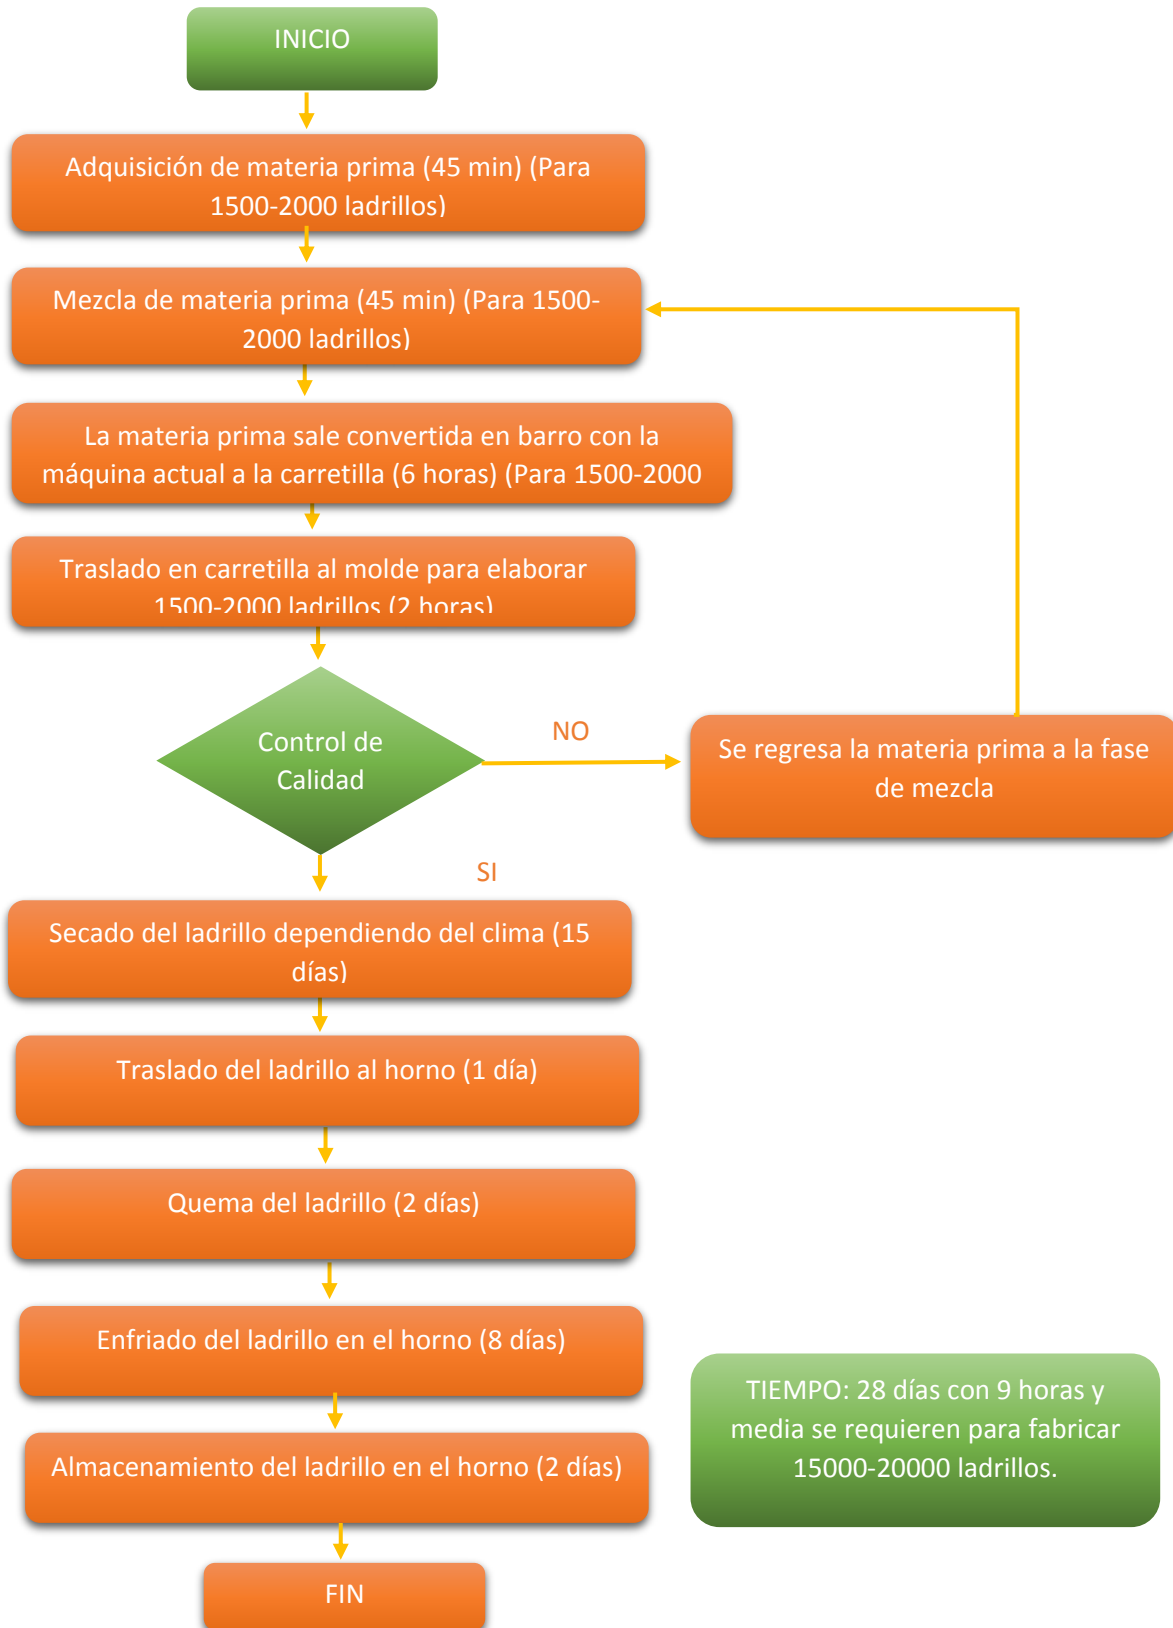 INICIO
Adquisición de materia prima (45 min) (Para
1500-2000 ladrillos)
Mezcla de materia prima (45 min) (Para 1500-
2000 ladrillos)
La materia prima sale convertida en barro con la
máquina actual a la carretilla (6 horas) (Para 1500-2000
Traslado en carretilla al molde para elaborar
1500-2000 ladrillos (2 horas)
Control de
Calidad
NO
Se regresa la materia prima a la fase
de mezcla
SI
Secado del ladrillo dependiendo del clima (15
días)
Traslado del ladrillo al horno (1 día)
Quema del ladrillo (2 días)
Enfriado del ladrillo en el horno (8 días)
TIEMPO: 28 días con 9 horas y
media se requieren para fabricar
15000-20000 ladrillos.
Almacenamiento del ladrillo en el horno (2 días)
FIN